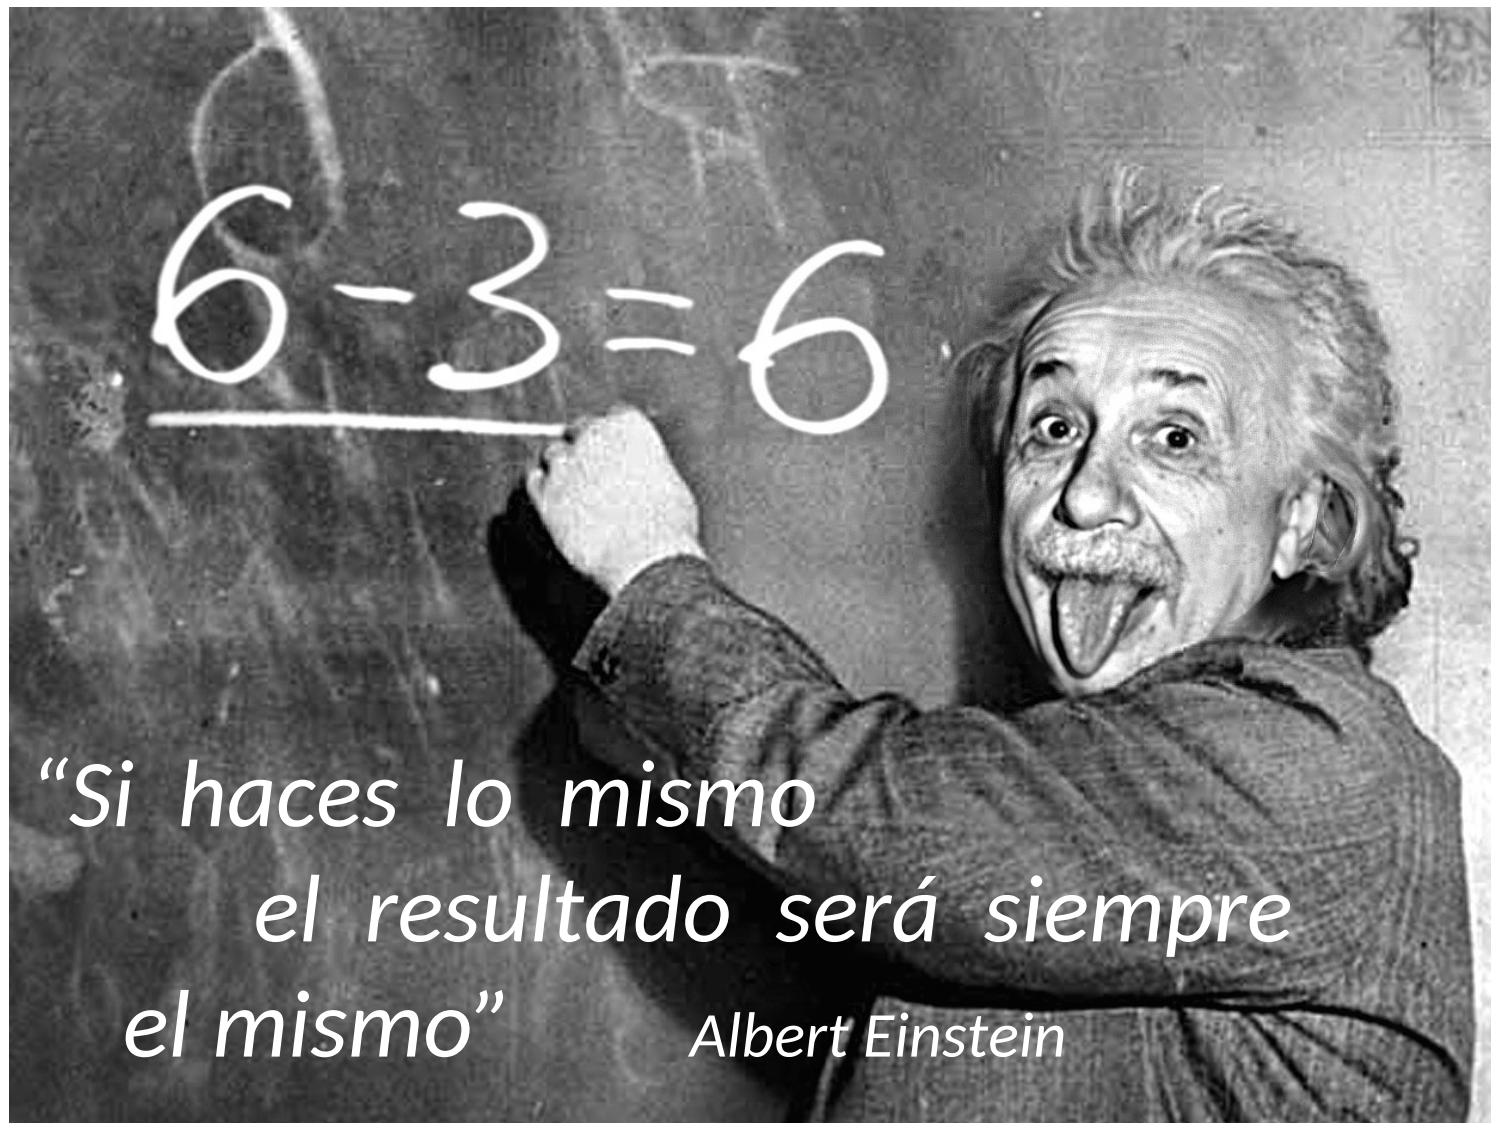 6-3=6
“Si haces lo mismo
el resultado será siempre
el mismo” Albert Einstein